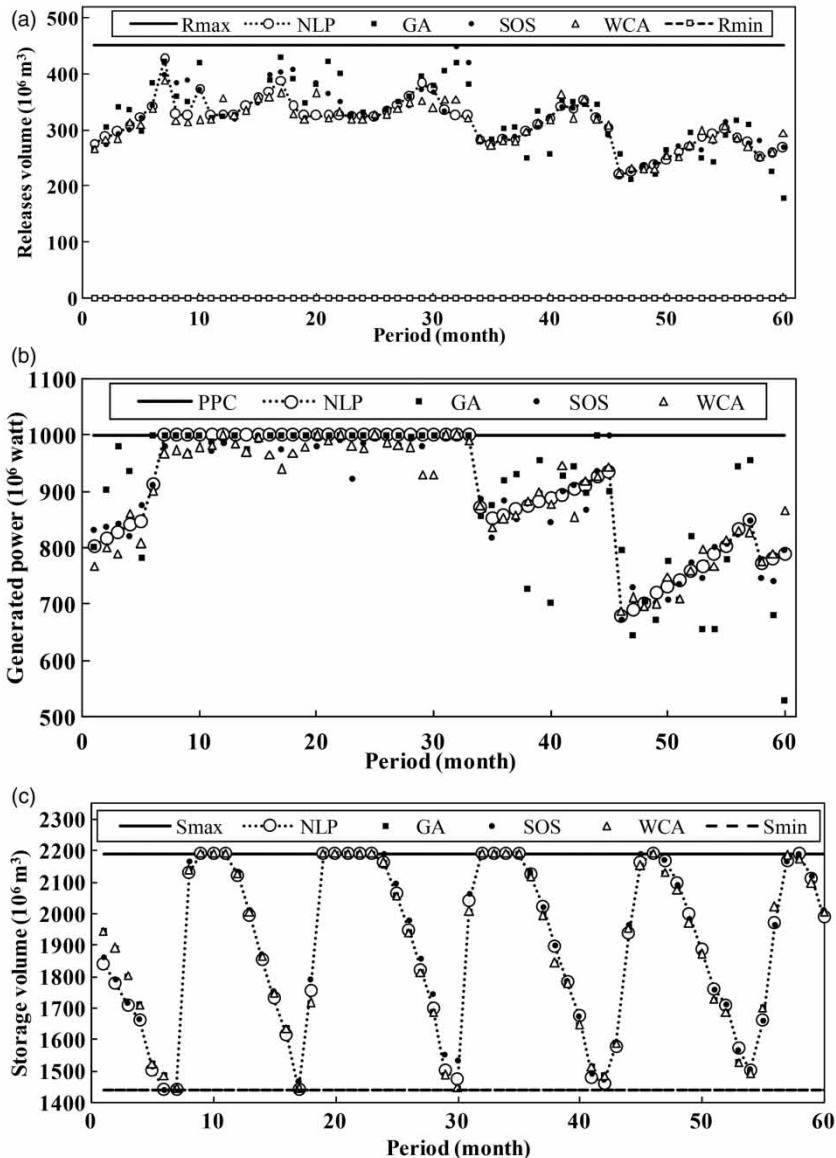 (a)
Rmax NLP GA SOS WCA Rmin
500
400
300
200
100
0
0 10 20 30 40 50 60
Releases volume (10⁶ m³)
Period (month)
(b)
PPC NLP GA SOS WCA
1100
1000
900
800
700
600
500
0 10 20 30 40 50 60
Generated power (10⁶ watt)
Period (month)
(c)
Smax NLP GA SOS WCA Smin
2300
2200
2100
2000
1900
1800
1700
1600
1500
1400
0 10 20 30 40 50 60
Storage volume (10⁶ m³)
Period (month)